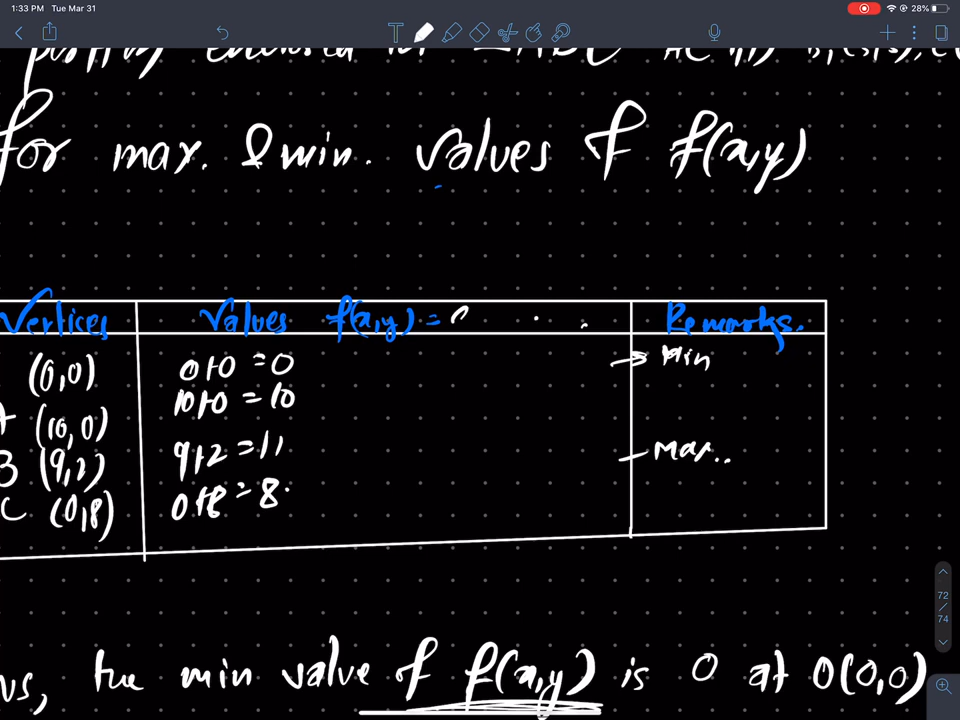 1:33 PM Tue Mar 31
28%
for max. & min. values of f(x,y)
Vertices Values f(x,y) = Remarks.
(0,0) 0+0 = 0 → Min
(10,0) 10+0 = 10
B (9,2) 9+2 = 11 – Max..
C (0,8) 0+8 = 8.
72
/
74
the min value of f(x,y) is 0 at O(0,0)